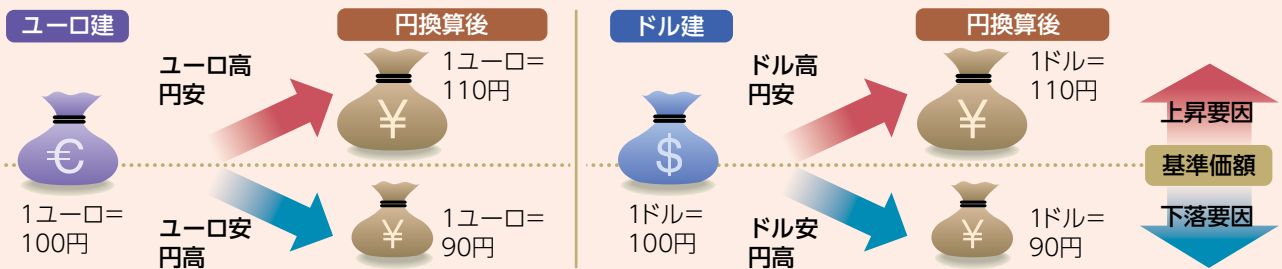 ユーロ建
円換算後
ユーロ高
円安
1ユーロ=
110円
¥
€
1ユーロ=
100円
ユーロ安
円高
¥
1ユーロ=
90円
ドル建
円換算後
ドル高
円安
1ドル=
110円
¥
$
1ドル=
100円
ドル安
円高
¥
1ドル=
90円
上昇要因
基準価額
下落要因